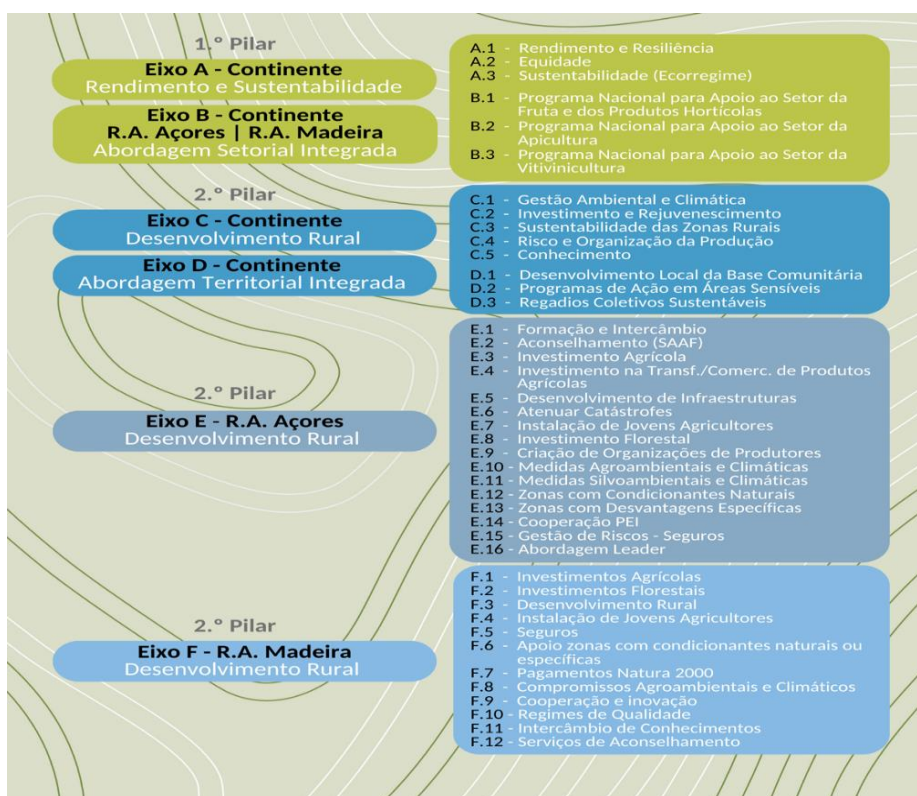 1.º Pilar
Eixo A - Continente
Rendimento e Sustentabilidade
Eixo B - Continente
R.A. Açores | R.A. Madeira
Abordagem Setorial Integrada
A.1 - Rendimento e Resiliência
A.2 - Equidade
A.3 - Sustentabilidade (Ecorregime)
B.1 - Programa Nacional para Apoio ao Setor da
Fruta e dos Produtos Hortícolas
B.2 - Programa Nacional para Apoio ao Setor da
Apicultura
B.3 - Programa Nacional para Apoio ao Setor da
Vitivinicultura
2.º Pilar
Eixo C - Continente
Desenvolvimento Rural
Eixo D - Continente
Abordagem Territorial Integrada
C.1 - Gestão Ambiental e Climática
C.2 - Investimento e Rejuvenescimento
C.3 - Sustentabilidade das Zonas Rurais
C.4 - Risco e Organização da Produção
C.5 - Conhecimento
D.1 - Desenvolvimento Local da Base Comunitária
D.2 - Programas de Ação em Áreas Sensíveis
D.3 - Regadios Coletivos Sustentáveis
2.º Pilar
Eixo E - R.A. Açores
Desenvolvimento Rural
E.1 - Formação e Intercâmbio
E.2 - Aconselhamento (SAAF)
E.3 - Investimento Agrícola
E.4 - Investimento na Transf./Comerc. de Produtos
Agrícolas
E.5 - Desenvolvimento de Infraestruturas
E.6 - Atenuar Catástrofes
E.7 - Instalação de Jovens Agricultores
E.8 - Investimento Florestal
E.9 - Criação de Organizações de Produtores
E.10 - Medidas Agroambientais e Climáticas
E.11 - Medidas Silvoambientais e Climáticas
E.12 - Zonas com Condicionantes Naturais
E.13 - Zonas com Desvantagens Específicas
E.14 - Cooperação PEI
E.15 - Gestão de Riscos - Seguros
E.16 - Abordagem Leader
2.º Pilar
Eixo F - R.A. Madeira
Desenvolvimento Rural
F.1 - Investimentos Agrícolas
F.2 - Investimentos Florestais
F.3 - Desenvolvimento Rural
F.4 - Instalação de Jovens Agricultores
F.5 - Seguros
F.6 - Apoio zonas com condicionantes naturais ou
específicas
F.7 - Pagamentos Natura 2000
F.8 - Compromissos Agroambientais e Climáticos
F.9 - Cooperação e inovação
F.10 - Regimes de Qualidade
F.11 - Intercâmbio de Conhecimentos
F.12 - Serviços de Aconselhamento